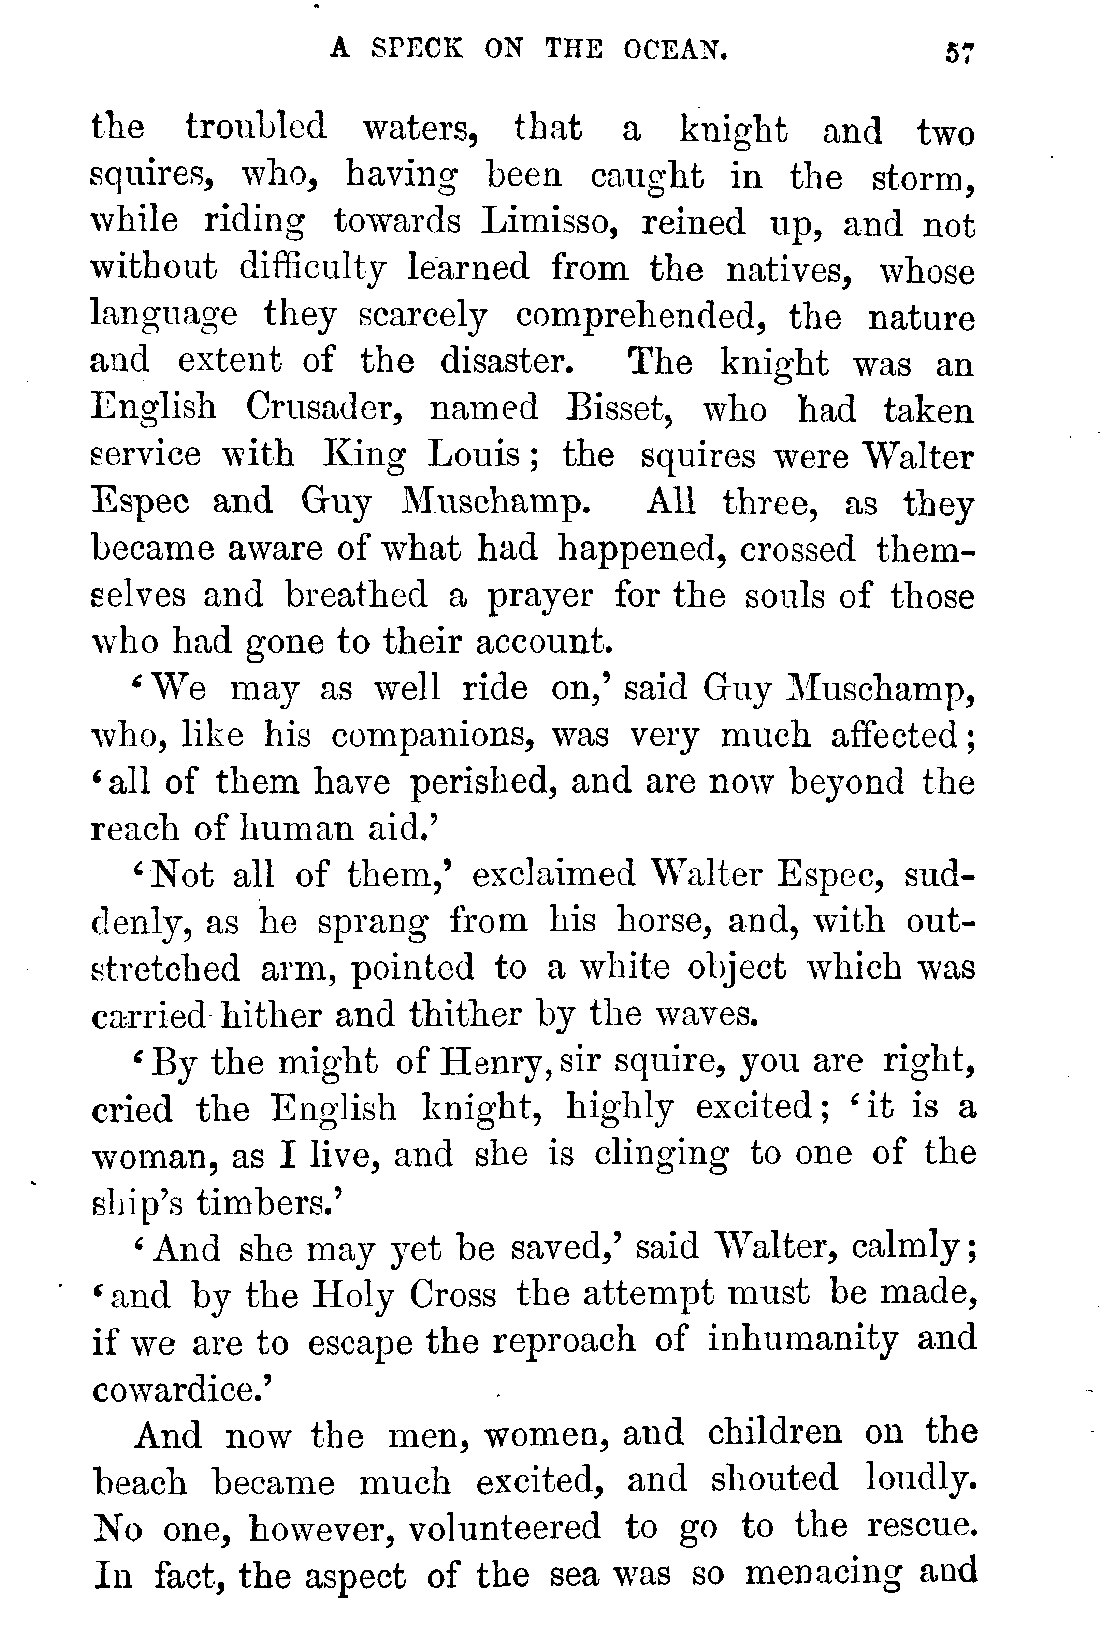 A SPECK ON THE OCEAN. 57
the troubled waters, that a knight and two
squires, who, having been caught in the storm,
while riding towards Limisso, reined up, and not
without difficulty learned from the natives, whose
language they scarcely comprehended, the nature
and extent of the disaster. The knight was an
English Crusader, named Bisset, who had taken
service with King Louis; the squires were Walter
Espec and Guy Muschamp. All three, as they
became aware of what had happened, crossed them-
selves and breathed a prayer for the souls of those
who had gone to their account.
‘We may as well ride on,’ said Guy Muschamp,
who, like his companions, was very much affected;
‘all of them have perished, and are now beyond the
reach of human aid.’
‘Not all of them,’ exclaimed Walter Espec, sud-
denly, as he sprang from his horse, and, with out-
stretched arm, pointed to a white object which was
carried hither and thither by the waves.
‘By the might of Henry, sir squire, you are right,
cried the English knight, highly excited; ‘it is a
woman, as I live, and she is clinging to one of the
ship’s timbers.’
‘And she may yet be saved,’ said Walter, calmly;
‘and by the Holy Cross the attempt must be made,
if we are to escape the reproach of inhumanity and
cowardice.’
And now the men, women, and children on the
beach became much excited, and shouted loudly.
No one, however, volunteered to go to the rescue.
In fact, the aspect of the sea was so menacing and